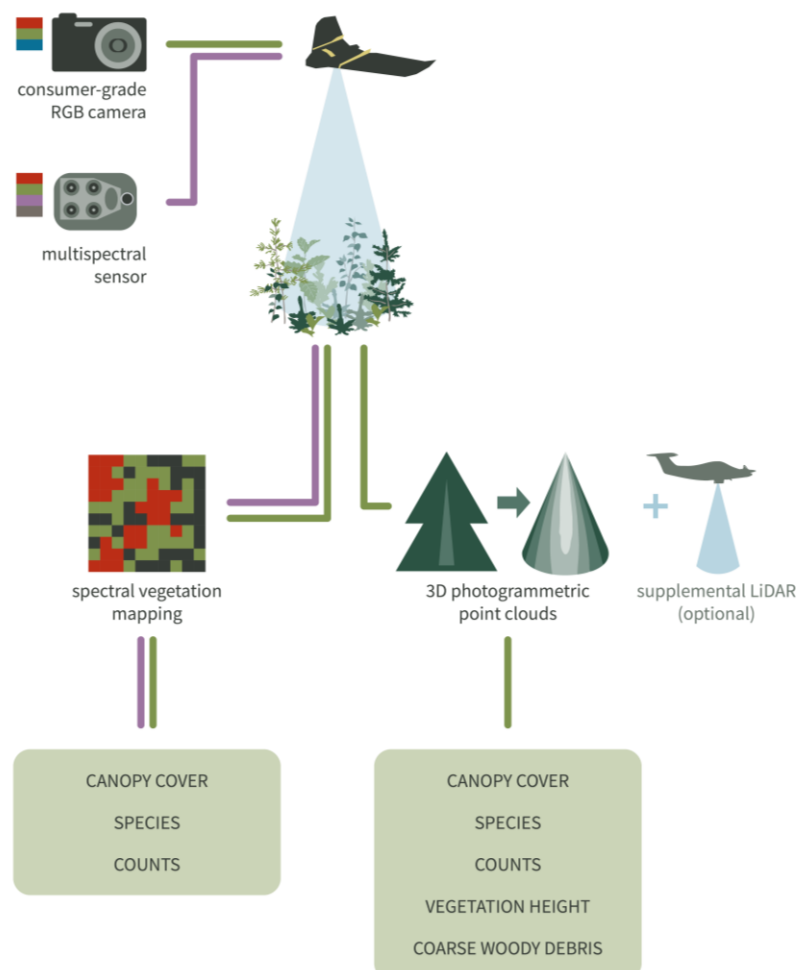 consumer-grade
RGB camera
multispectral
sensor
spectral vegetation
mapping
3D photogrammetric
point clouds
supplemental LiDAR
(optional)
CANOPY COVER
SPECIES
COUNTS
CANOPY COVER
SPECIES
COUNTS
VEGETATION HEIGHT
COARSE WOODY DEBRIS